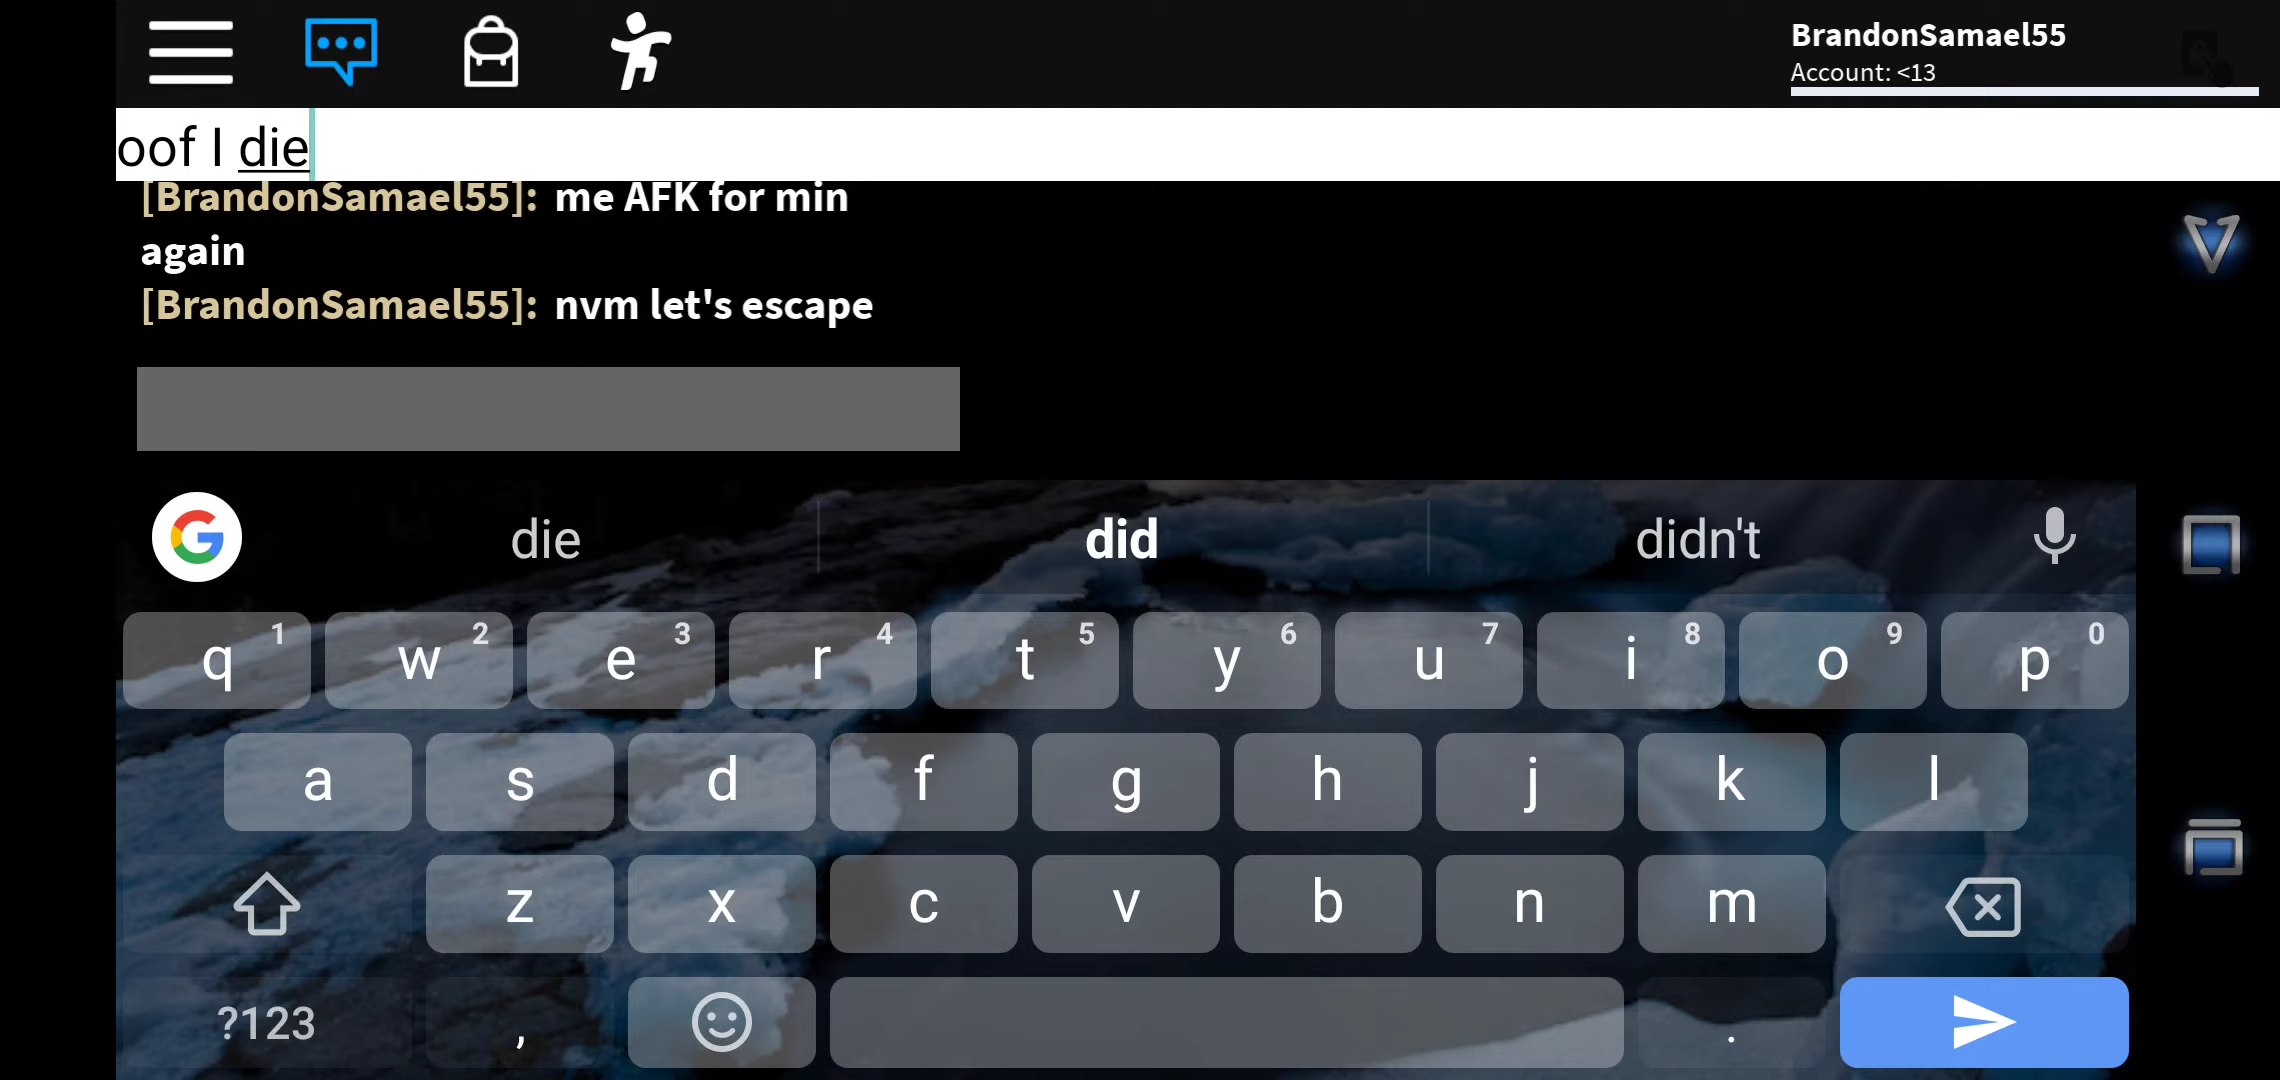 BrandonSamael55
Account: <13
oof I die
[BrandonSamael55]: me AFK for min
again
[BrandonSamael55]: nvm let's escape
die did didn't
q 1 w 2 e 3 r 4 t 5 y 6 u 7 i 8 o 9 p 0
a s d f g h j k l
z x c v b n m
?123 , .